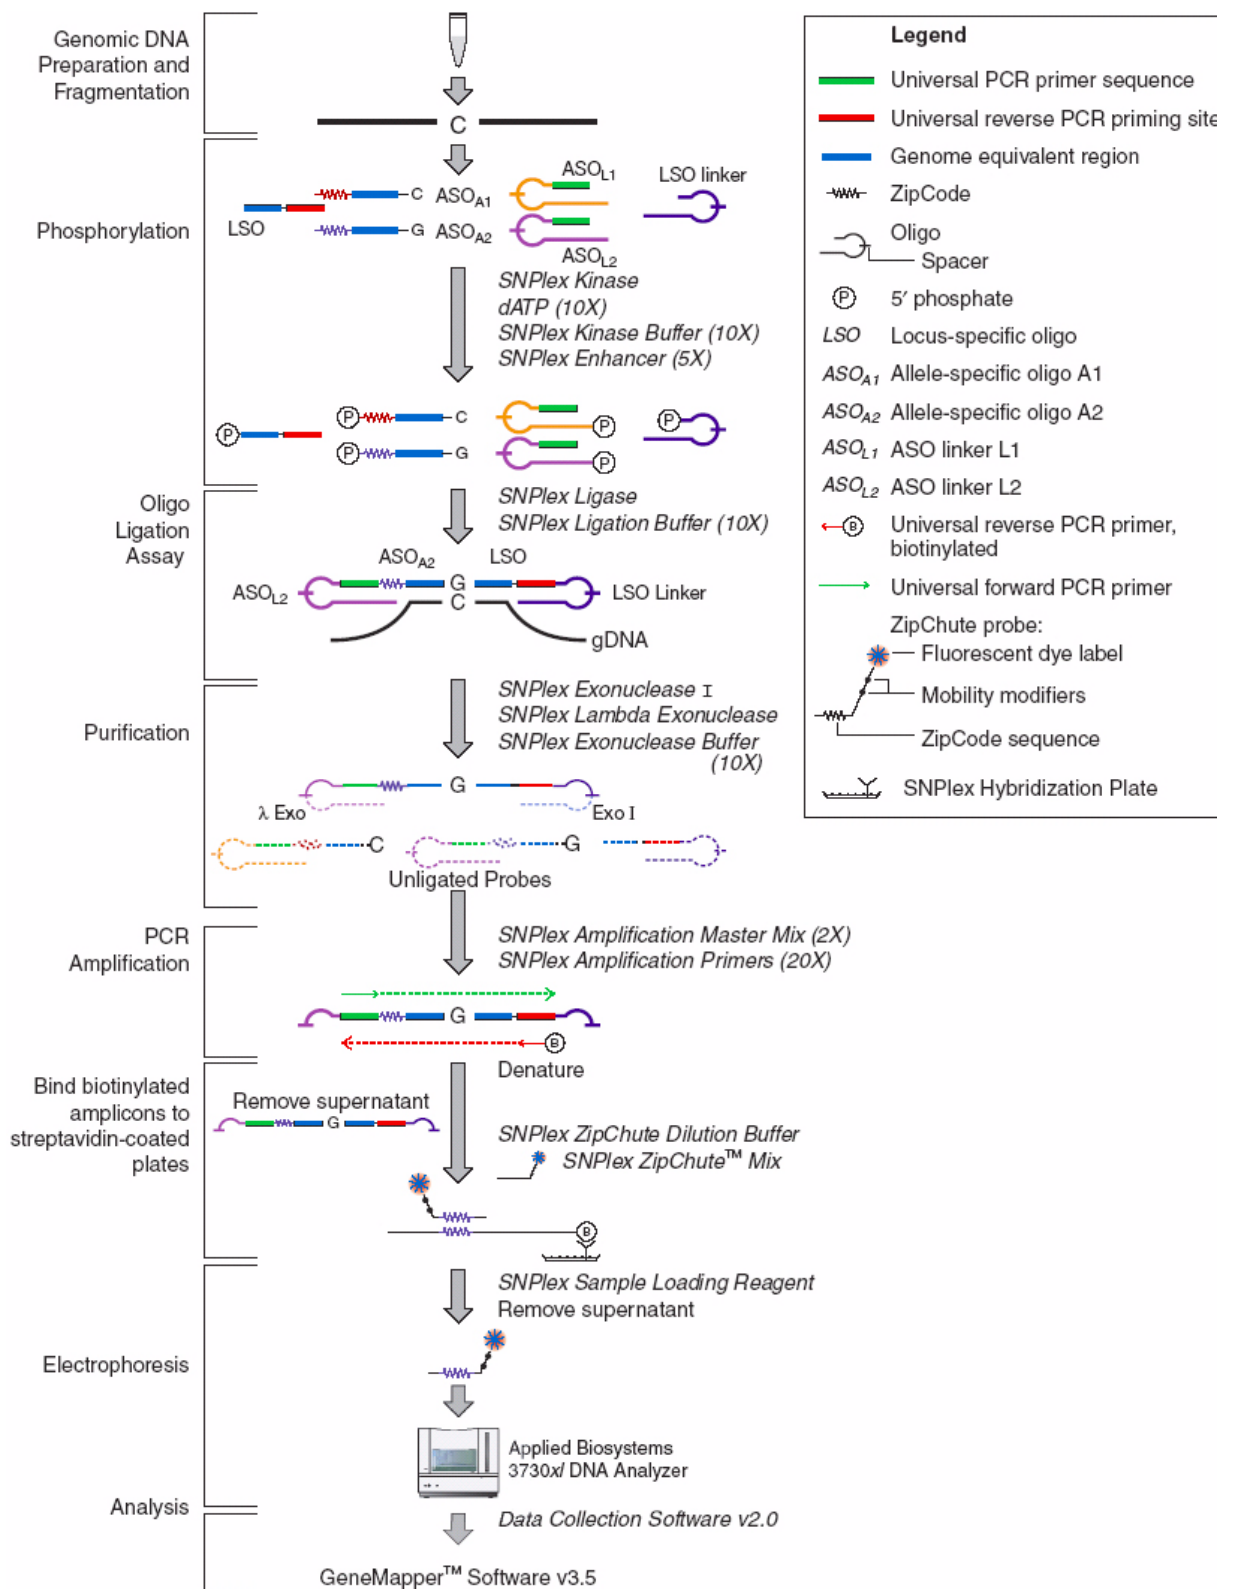 Genomic DNA
Preparation and
Fragmentation
C
Phosphorylation
LSO
C
ASOA1
G
ASOA2
ASOL1
ASOL2
LSO linker
SNPlex Kinase
dATP (10X)
SNPlex Kinase Buffer (10X)
SNPlex Enhancer (5X)
P
P
C
P
G
P
P
P
Oligo
Ligation
Assay
SNPlex Ligase
SNPlex Ligation Buffer (10X)
ASOA2
LSO
ASOL2
G
C
LSO Linker
gDNA
Purification
SNPlex Exonuclease I
SNPlex Lambda Exonuclease
SNPlex Exonuclease Buffer
(10X)
G
λ Exo
Exo I
C
G
Unligated Probes
PCR
Amplification
SNPlex Amplification Master Mix (2X)
SNPlex Amplification Primers (20X)
G
B
Denature
Bind biotinylated
amplicons to
streptavidin-coated
plates
Remove supernatant
G
SNPlex ZipChute Dilution Buffer
SNPlex ZipChute™ Mix
B
SNPlex Sample Loading Reagent
Remove supernatant
Electrophoresis
Applied Biosystems
3730xl DNA Analyzer
Analysis
Data Collection Software v2.0
GeneMapper™ Software v3.5
Legend
Universal PCR primer sequence
Universal reverse PCR priming site
Genome equivalent region
ZipCode
Oligo
Spacer
P 5′ phosphate
LSO Locus-specific oligo
ASOA1 Allele-specific oligo A1
ASOA2 Allele-specific oligo A2
ASOL1 ASO linker L1
ASOL2 ASO linker L2
B Universal reverse PCR primer,
biotinylated
Universal forward PCR primer
ZipChute probe:
Fluorescent dye label
Mobility modifiers
ZipCode sequence
SNPlex Hybridization Plate